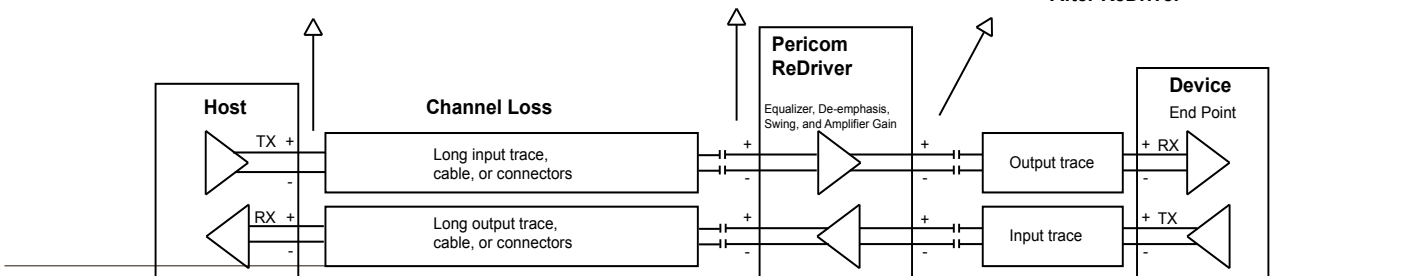 Pericom
ReDriver
Device
Host
Channel Loss
Equalizer, De-emphasis,
Swing, and Amplifier Gain
End Point
TX +
-
Long input trace,
cable, or connectors
+
-
+
-
Output trace
+ RX
-
RX +
-
Long output trace,
cable, or connectors
+
-
+
-
Input trace
+ TX
-